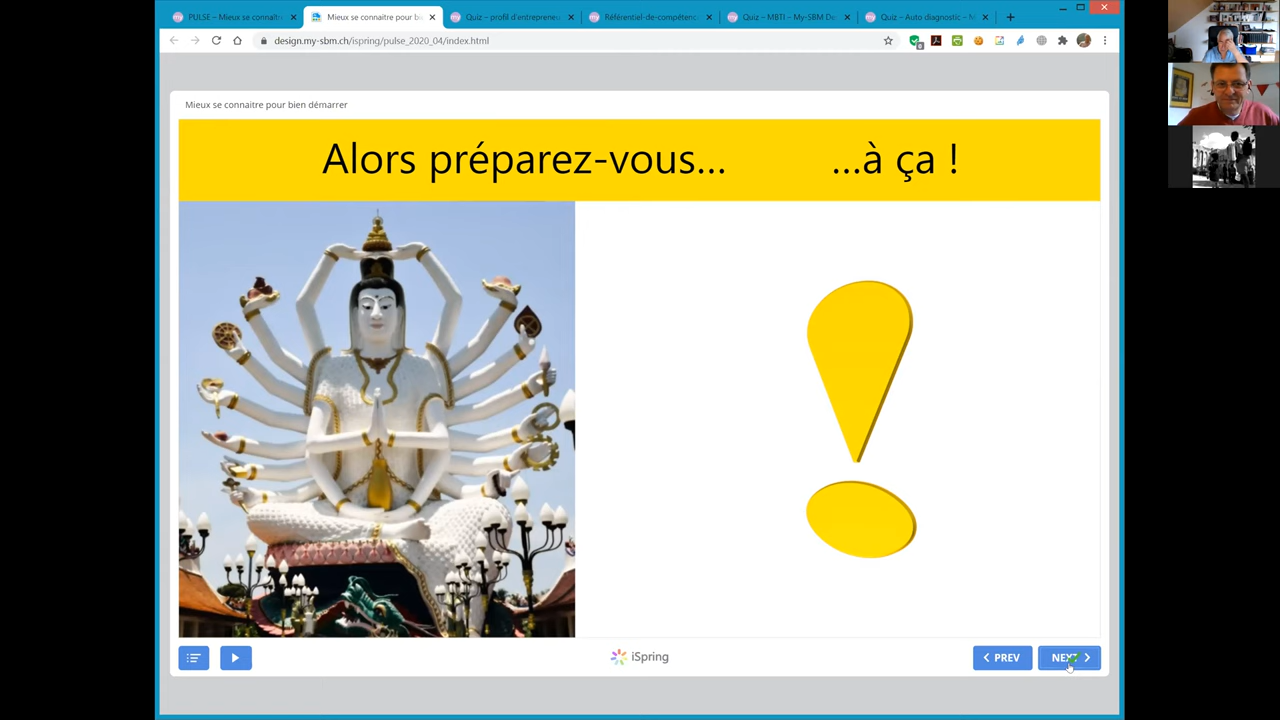 PULSE – Mieux se connaîtr
Mieux se connaitre pour b
Quiz – profil d'entrepreneu
Référentiel-de-compétenc
Quiz – MBTI – My-SBM De
Quiz – Auto diagnostic –
design.my-sbm.ch/ispring/pulse_2020_04/index.html
Mieux se connaitre pour bien démarrer
Alors préparez-vous... ...à ça !
iSpring
PREV
NEXT